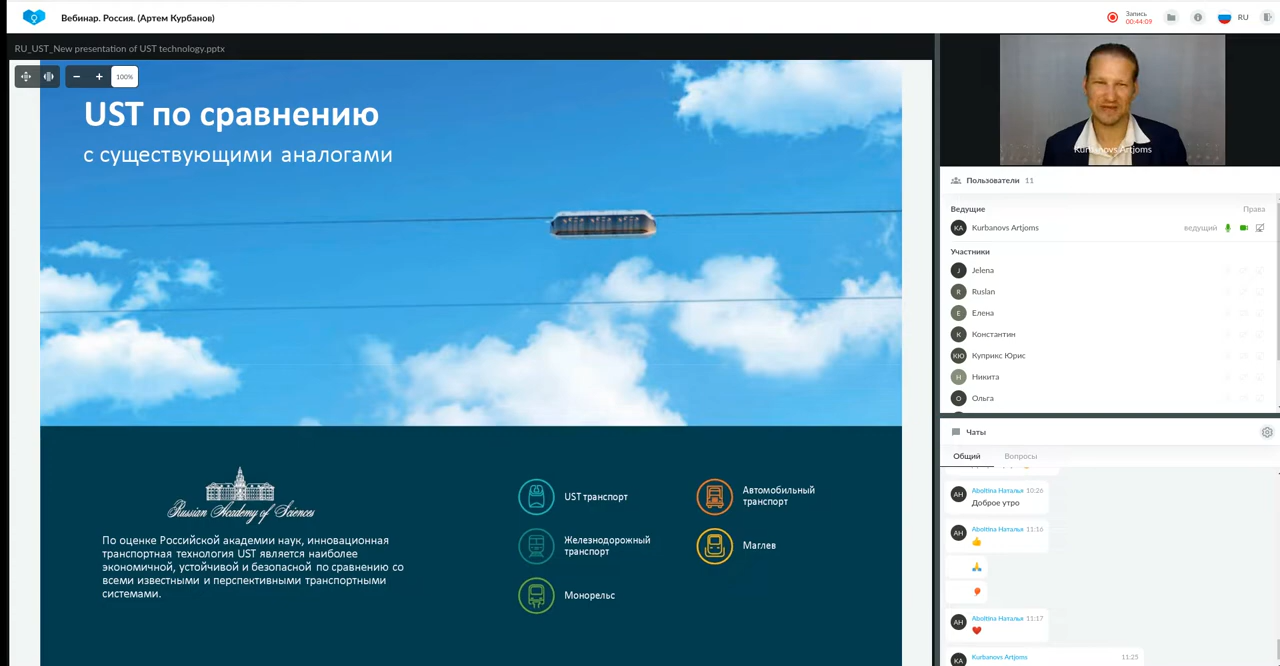 Вебинар. Россия. (Артем Курбанов)
Запись
00:44:09
RU
RU_UST_New presentation of UST technology.pptx
100%
UST по сравнению
с существующими аналогами
Russian Academy of Sciences
По оценке Российской академии наук, инновационная
транспортная технология UST является наиболее
экономичной, устойчивой и безопасной по сравнению со
всеми известными и перспективными транспортными
системами.
UST транспорт
Железнодорожный
транспорт
Монорельс
Автомобильный
транспорт
Маглев
Kurbanovs Artjoms
Пользователи 11
Ведущие
Права
KA
Kurbanovs Artjoms
ведущий
Участники
J
Jelena
R
Ruslan
Е
Елена
К
Константин
КЮ
Куприкс Юрис
Н
Никита
О
Ольга
Чаты
Общий
Вопросы
АН
Aboltina Наталья 10:26
Доброе утро
АН
Aboltina Наталья 11:16
👍
🙏
🎈
АН
Aboltina Наталья 11:17
❤️
KA
Kurbanovs Artjoms 11:25